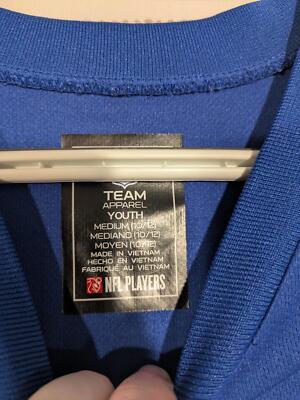 TEAM
APPAREL
YOUTH
MEDIUM (10/12)
MEDIANO (10/12)
MOYEN (10/12)
MADE IN VIETNAM
HECHO EN VIETNAM
FABRIQUÉ AU VIETNAM
NFL PLAYERS